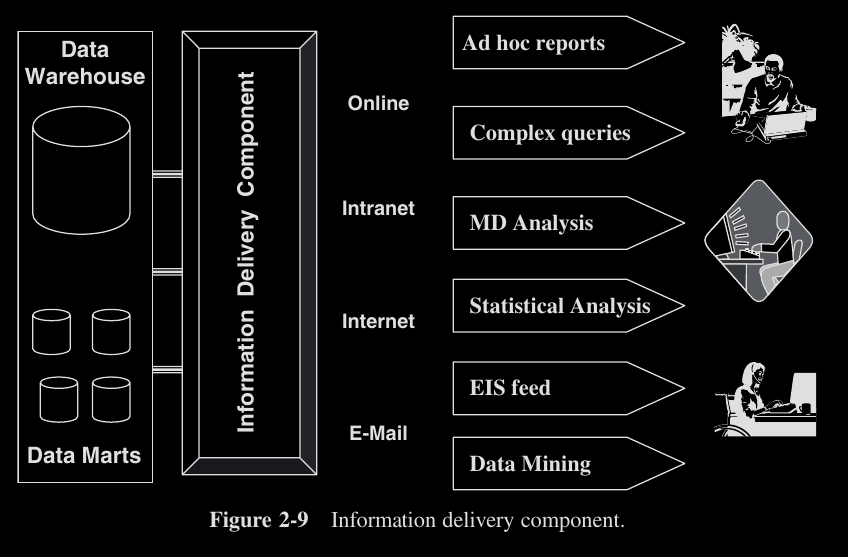 Data
Warehouse
Data Marts
Information Delivery Component
Online
Intranet
Internet
E-Mail
Ad hoc reports
Complex queries
MD Analysis
Statistical Analysis
EIS feed
Data Mining
Figure 2-9 Information delivery component.